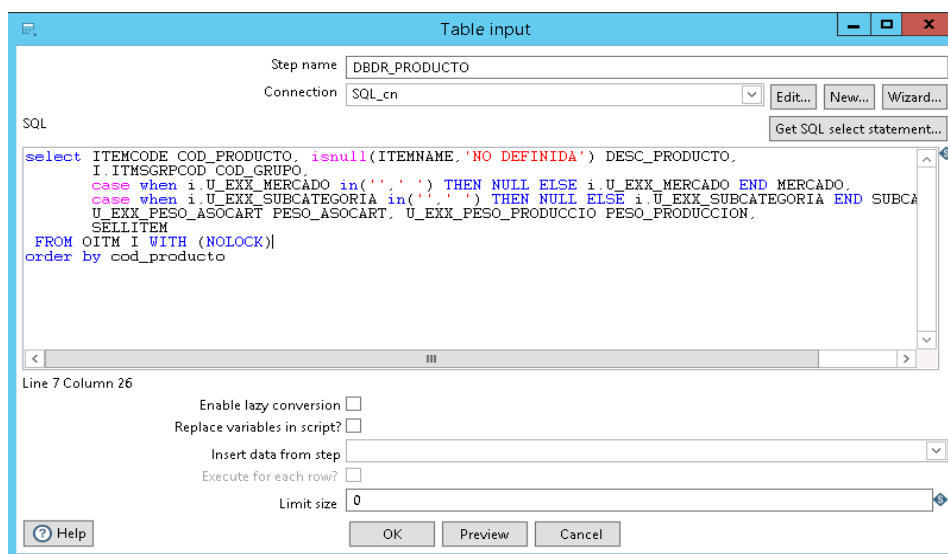 Table input
Step name DBDR_PRODUCTO
Connection SQL_cn Edit... New... Wizard...
SQL Get SQL select statement...
select ITEMCODE COD_PRODUCTO, isnull(ITEMNAME,'NO DEFINIDA') DESC_PRODUCTO,
I.ITMSGRPCOD COD_GRUPO,
case when i.U_EXX_MERCADO in('',' ') THEN NULL ELSE i.U_EXX_MERCADO END MERCADO,
case when i.U_EXX_SUBCATEGORIA in('',' ') THEN NULL ELSE i.U_EXX_SUBCATEGORIA END SUBCA
U_EXX_PESO_ASOCART PESO_ASOCART, U_EXX_PESO_PRODUCCIO PESO_PRODUCCION,
SELLITEM
FROM OITM I WITH (NOLOCK)
order by cod_producto
Line 7 Column 26
Enable lazy conversion
Replace variables in script?
Insert data from step
Execute for each row?
Limit size 0
Help OK Preview Cancel